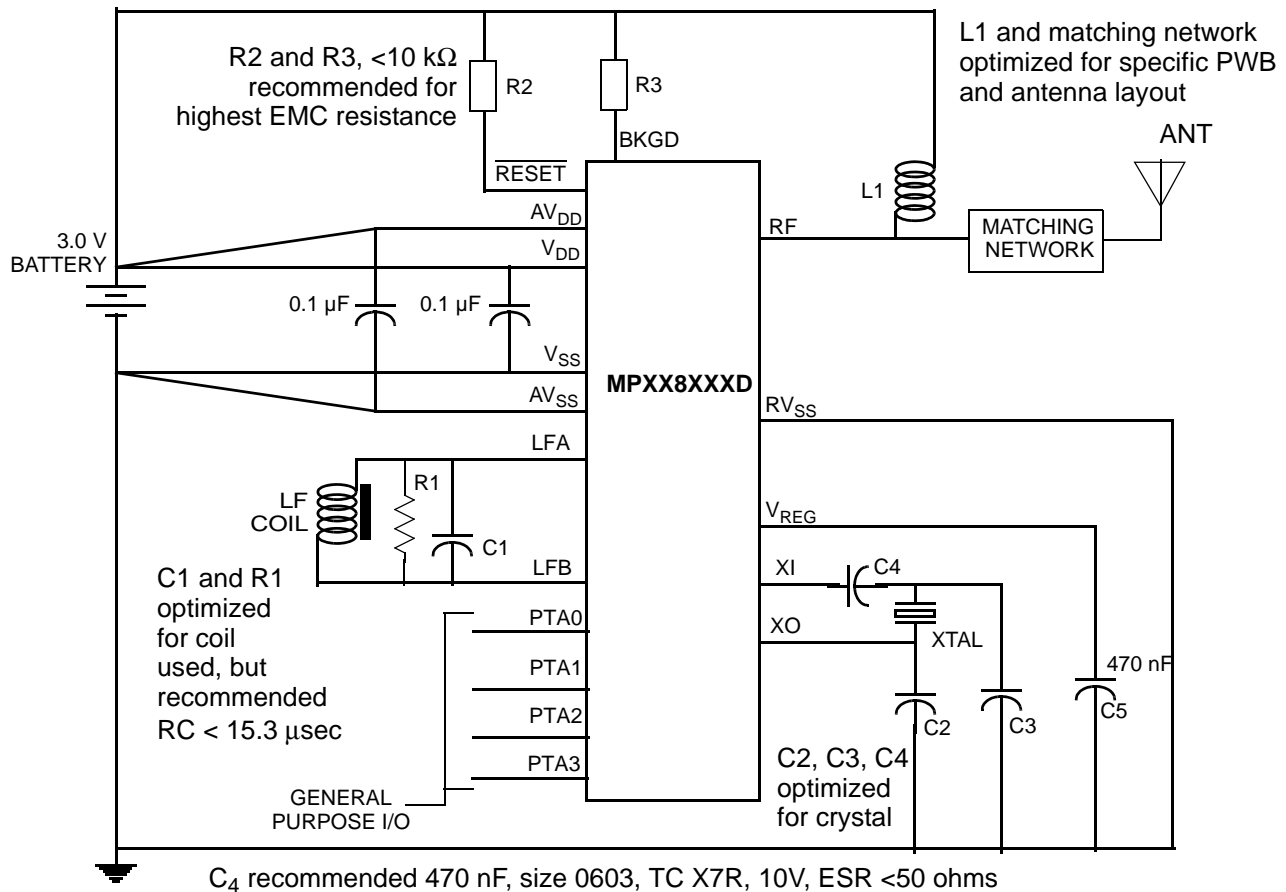 R2 and R3, <10 kΩ
recommended for
highest EMC resistance
R2
R3
L1 and matching network
optimized for specific PWB
and antenna layout
ANT
BKGD
RESET
L1
AVDD
RF
MATCHING
NETWORK
3.0 V
BATTERY
VDD
0.1 µF
0.1 µF
VSS
MPXX8XXXD
AVSS
RVSS
LFA
R1
LF
COIL
C1
VREG
LFB
XI
C4
C1 and R1
optimized
for coil
used, but
recommended
RC < 15.3 µsec
PTA0
XO
XTAL
PTA1
470 nF
PTA2
C2
C3
C5
PTA3
C2, C3, C4
optimized
for crystal
GENERAL
PURPOSE I/O
C4 recommended 470 nF, size 0603, TC X7R, 10V, ESR <50 ohms